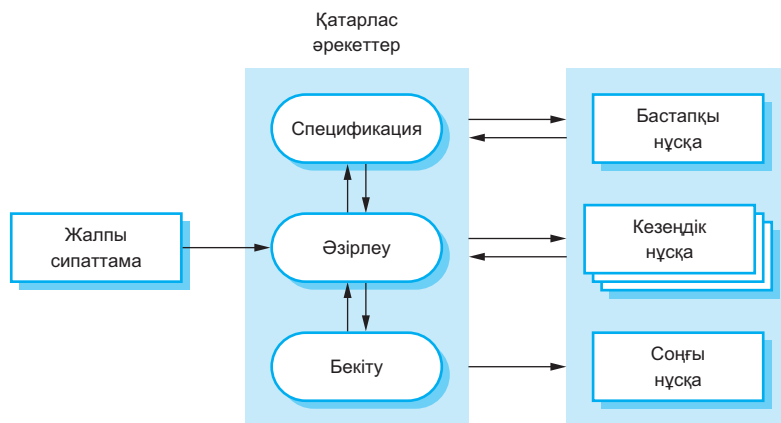 Қатарлас
әрекеттер
Спецификация
Бастапқы
нұсқа
Жалпы
сипаттама
Әзірлеу
Кезеңдік
нұсқа
Бекіту
Соңғы
нұсқа